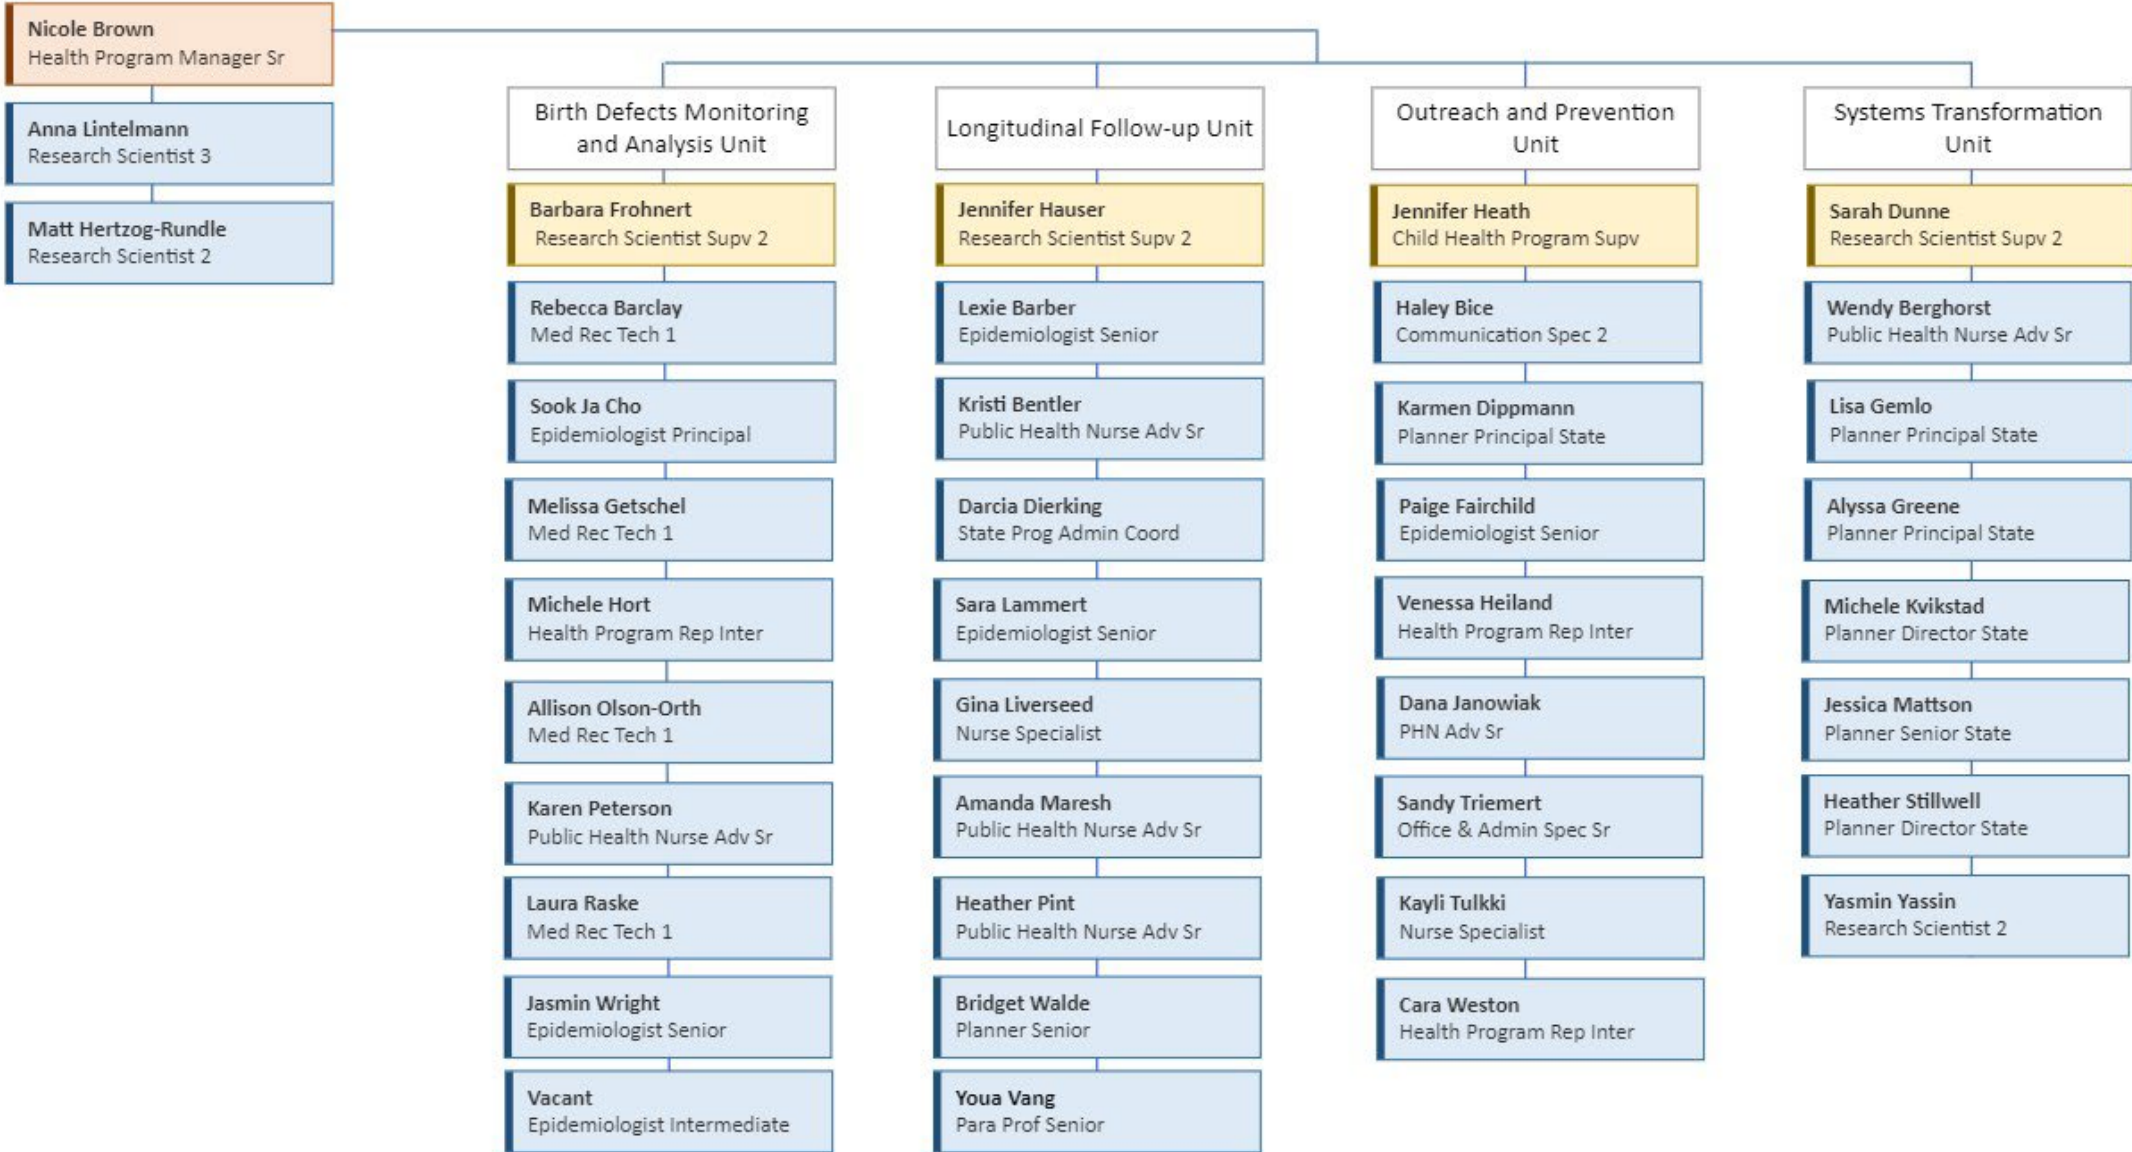 Nicole Brown
Health Program Manager Sr
Anna Lintelmann
Research Scientist 3
Matt Hertzog-Rundle
Research Scientist 2
Birth Defects Monitoring
and Analysis Unit
Barbara Frohnert
Research Scientist Supv 2
Rebecca Barclay
Med Rec Tech 1
Sook Ja Cho
Epidemiologist Principal
Melissa Getschel
Med Rec Tech 1
Michele Hort
Health Program Rep Inter
Allison Olson-Orth
Med Rec Tech 1
Karen Peterson
Public Health Nurse Adv Sr
Laura Raske
Med Rec Tech 1
Jasmin Wright
Epidemiologist Senior
Vacant
Epidemiologist Intermediate
Longitudinal Follow-up Unit
Jennifer Hauser
Research Scientist Supv 2
Lexie Barber
Epidemiologist Senior
Kristi Bentler
Public Health Nurse Adv Sr
Darcia Dierking
State Prog Admin Coord
Sara Lammert
Epidemiologist Senior
Gina Liverseed
Nurse Specialist
Amanda Maresh
Public Health Nurse Adv Sr
Heather Pint
Public Health Nurse Adv Sr
Bridget Walde
Planner Senior
Youa Vang
Para Prof Senior
Outreach and Prevention
Unit
Jennifer Heath
Child Health Program Supv
Haley Bice
Communication Spec 2
Karmen Dippmann
Planner Principal State
Paige Fairchild
Epidemiologist Senior
Venessa Heiland
Health Program Rep Inter
Dana Janowiak
PHN Adv Sr
Sandy Triemert
Office & Admin Spec Sr
Kayli Tulkki
Nurse Specialist
Cara Weston
Health Program Rep Inter
Systems Transformation
Unit
Sarah Dunne
Research Scientist Supv 2
Wendy Berghorst
Public Health Nurse Adv Sr
Lisa Gemlo
Planner Principal State
Alyssa Greene
Planner Principal State
Michele Kvikstad
Planner Director State
Jessica Mattson
Planner Senior State
Heather Stillwell
Planner Director State
Yasmin Yassin
Research Scientist 2